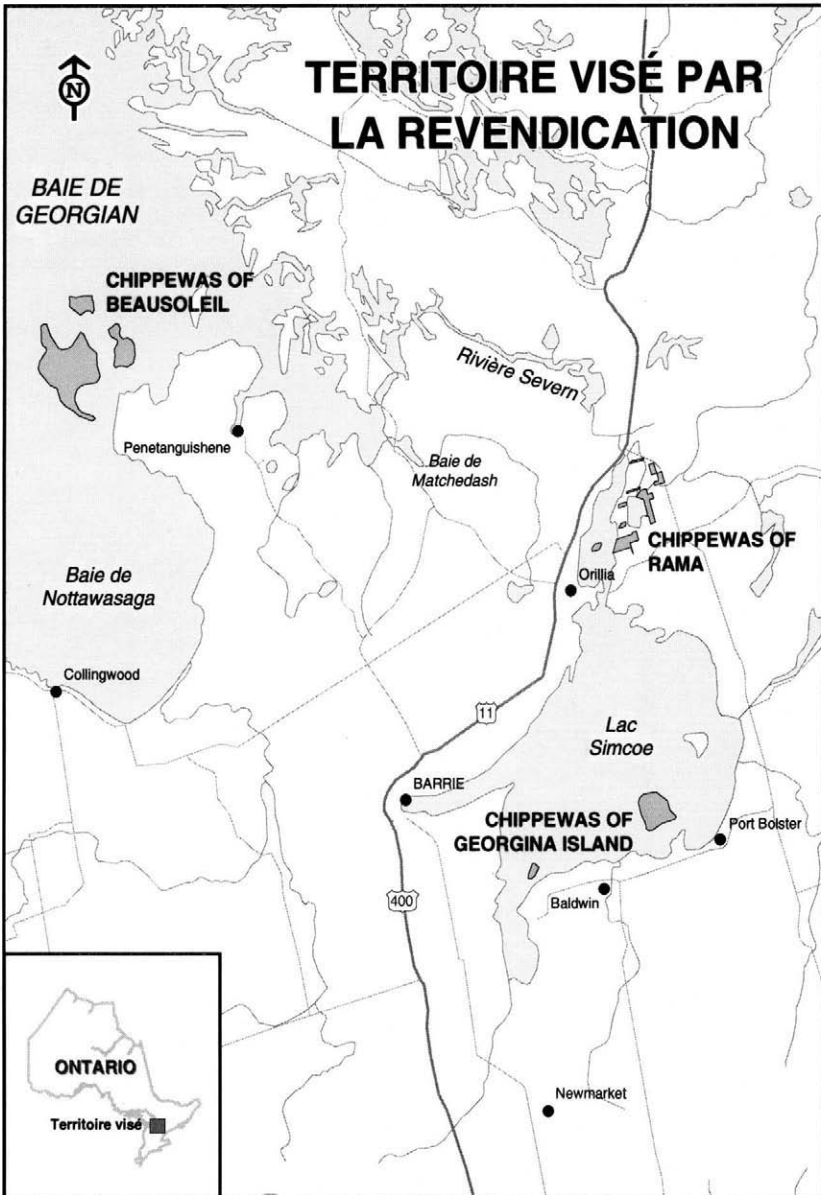 TERRITOIRE VISÉ PAR
LA REVENDICATION
N
BAIE DE
GEORGIAN
CHIPPEWAS OF
BEAUSOLEIL
Rivière Severn
Penetanguishene
Baie de
Matchedash
CHIPPEWAS OF
RAMA
Baie de
Nottawasaga
Orillia
Collingwood
11
Lac
Simcoe
BARRIE
CHIPPEWAS OF
GEORGINA ISLAND
Port Bolster
400
Baldwin
ONTARIO
Territoire visé
Newmarket